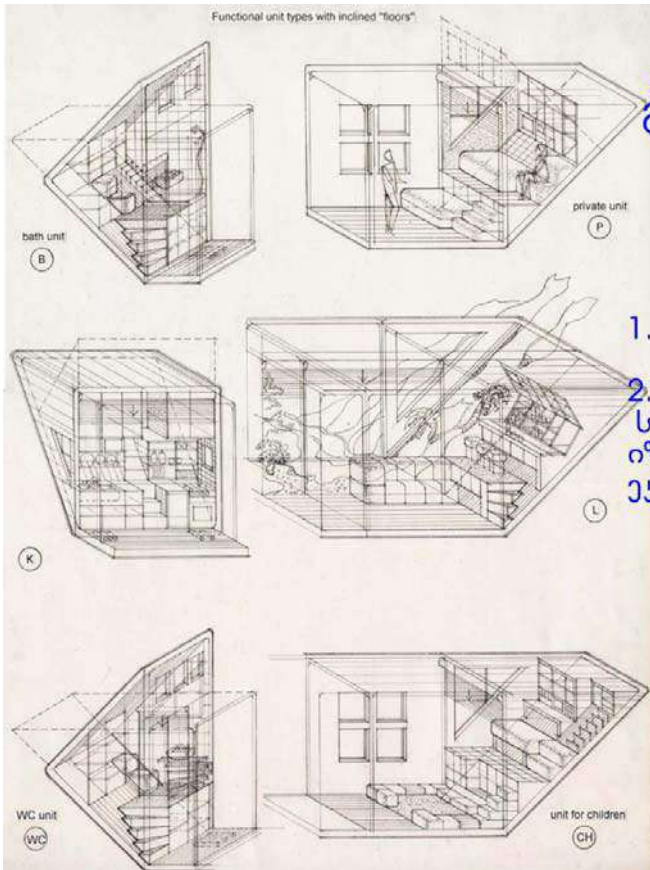 Functional unit types with inclined "floors"
bath unit
B
private unit
P
1.
2.
K
L
WC unit
WC
unit for children
CH